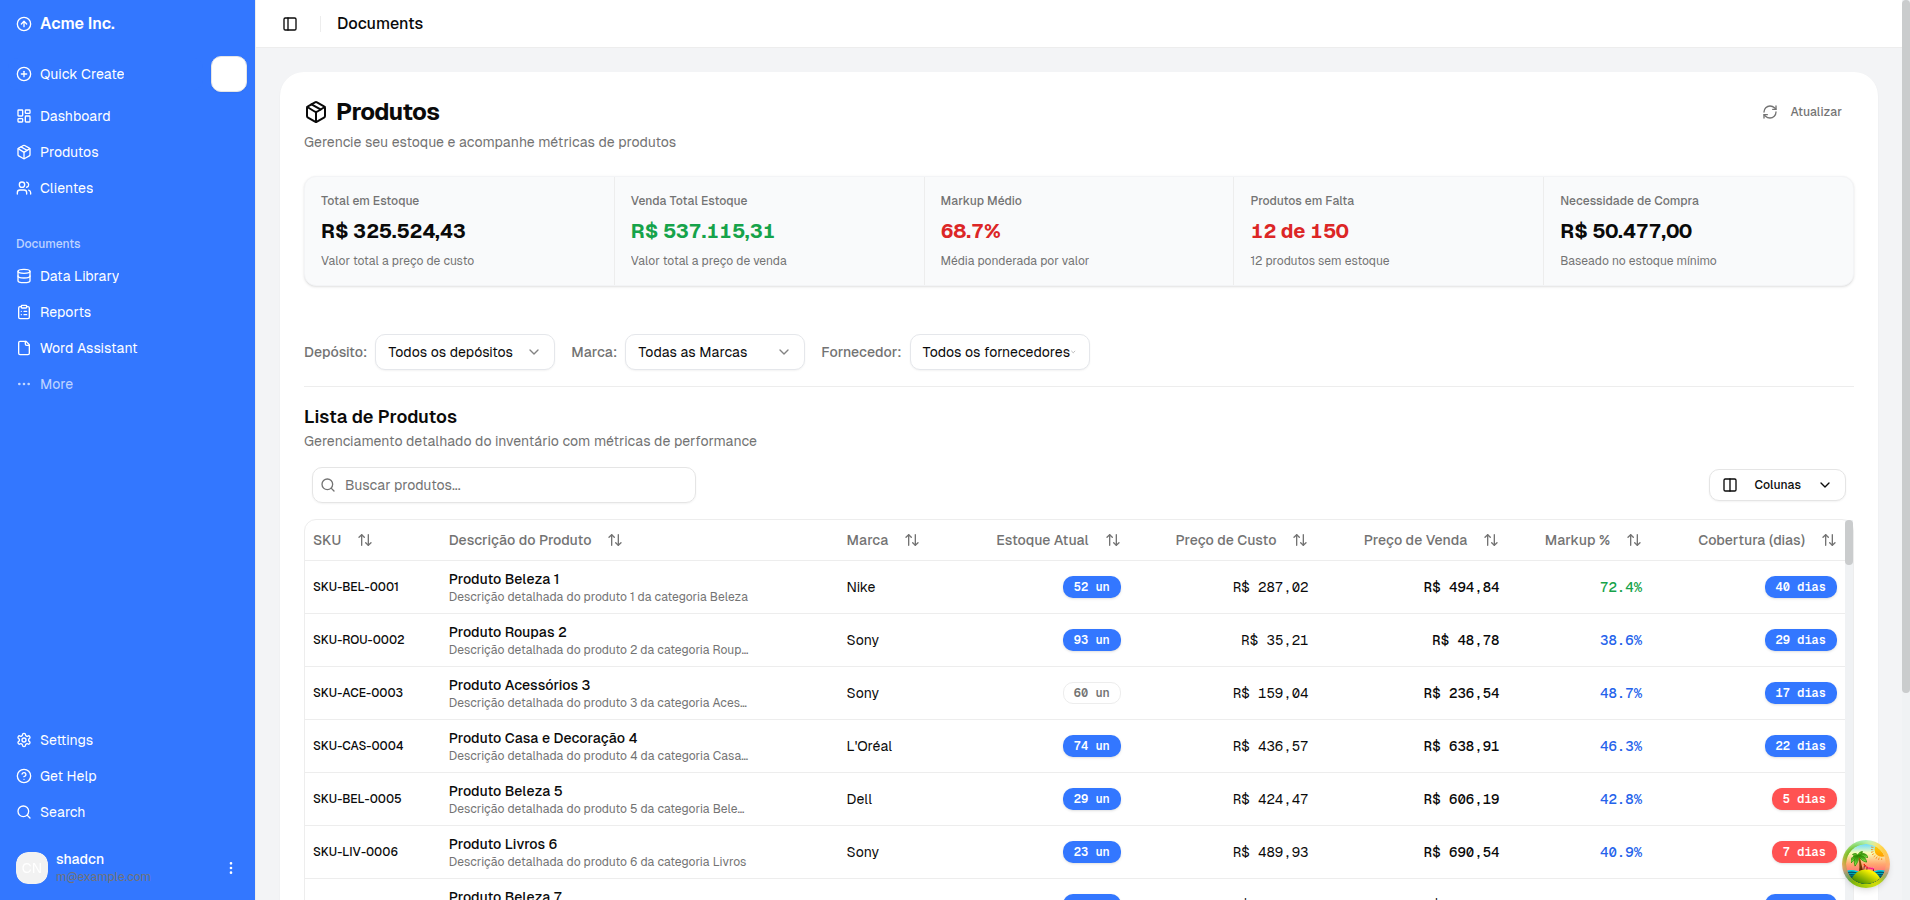 Acme Inc.
Quick Create
Dashboard
Produtos
Clientes
Documents
Data Library
Reports
Word Assistant
More
Settings
Get Help
Search
CN
shadcn
m@example.com
Documents
Produtos
Atualizar
Gerencie seu estoque e acompanhe métricas de produtos
Total em Estoque
R$ 325.524,43
Valor total a preço de custo
Venda Total Estoque
R$ 537.115,31
Valor total a preço de venda
Markup Médio
68.7%
Média ponderada por valor
Produtos em Falta
12 de 150
12 produtos sem estoque
Necessidade de Compra
R$ 50.477,00
Baseado no estoque mínimo
Depósito: Todos os depósitos Marca: Todas as Marcas Fornecedor: Todos os fornecedores
Lista de Produtos
Gerenciamento detalhado do inventário com métricas de performance
Buscar produtos...
Colunas
SKU Descrição do Produto Marca Estoque Atual Preço de Custo Preço de Venda Markup % Cobertura (dias)
SKU-BEL-0001 Produto Beleza 1 Nike 52 un R$ 287,02 R$ 494,84 72.4% 40 dias
Descrição detalhada do produto 1 da categoria Beleza
SKU-ROU-0002 Produto Roupas 2 Sony 93 un R$ 35,21 R$ 48,78 38.6% 29 dias
Descrição detalhada do produto 2 da categoria Roup...
SKU-ACE-0003 Produto Acessórios 3 Sony 60 un R$ 159,04 R$ 236,54 48.7% 17 dias
Descrição detalhada do produto 3 da categoria Aces...
SKU-CAS-0004 Produto Casa e Decoração 4 L'Oréal 74 un R$ 436,57 R$ 638,91 46.3% 22 dias
Descrição detalhada do produto 4 da categoria Casa...
SKU-BEL-0005 Produto Beleza 5 Dell 29 un R$ 424,47 R$ 606,19 42.8% 5 dias
Descrição detalhada do produto 5 da categoria Bele...
SKU-LIV-0006 Produto Livros 6 Sony 23 un R$ 489,93 R$ 690,54 40.9% 7 dias
Descrição detalhada do produto 6 da categoria Livros
Produto Beleza 7